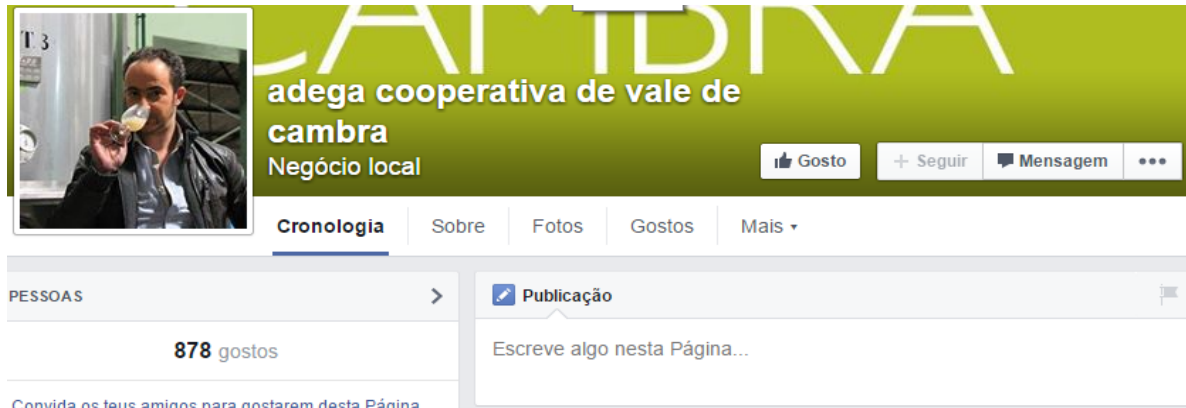 CAMBRA
T. 3
adega cooperativa de vale de
cambra
Negócio local
Gosto
+ Seguir
Mensagem
Cronologia
Sobre
Fotos
Gostos
Mais
PESSOAS
Publicação
878 gostos
Escreve algo nesta Página...
Convida os teus amigos para gostarem desta Página